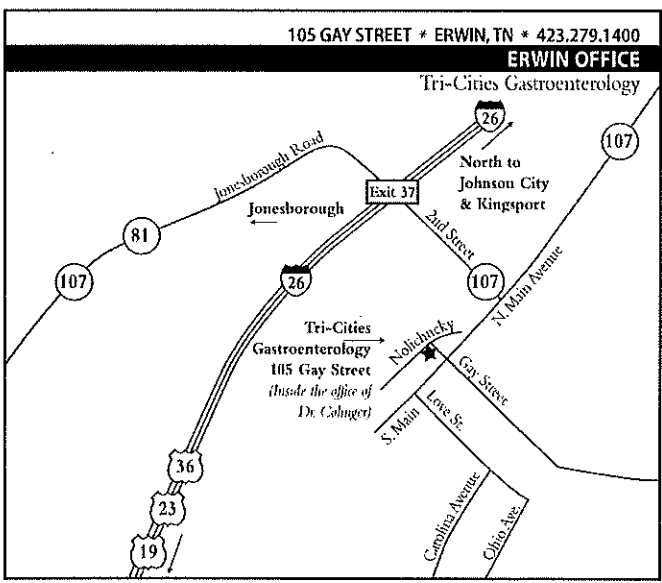 105 GAY STREET * ERWIN, TN * 423.279.1400
ERWIN OFFICE
Tri-Cities Gastroenterology
26
107
Jonesborough Road
North to
Johnson City
& Kingsport
Exit 37
Jonesborough
2nd Street
81
107
26
107
N. Main Avenue
Tri-Cities
Gastroenterology
105 Gay Street
(Inside the office of
Dr.
Nolichucky
Gay Street
Love St.
S. Main
36
23
19
Carolina Avenue
Ohio Ave.